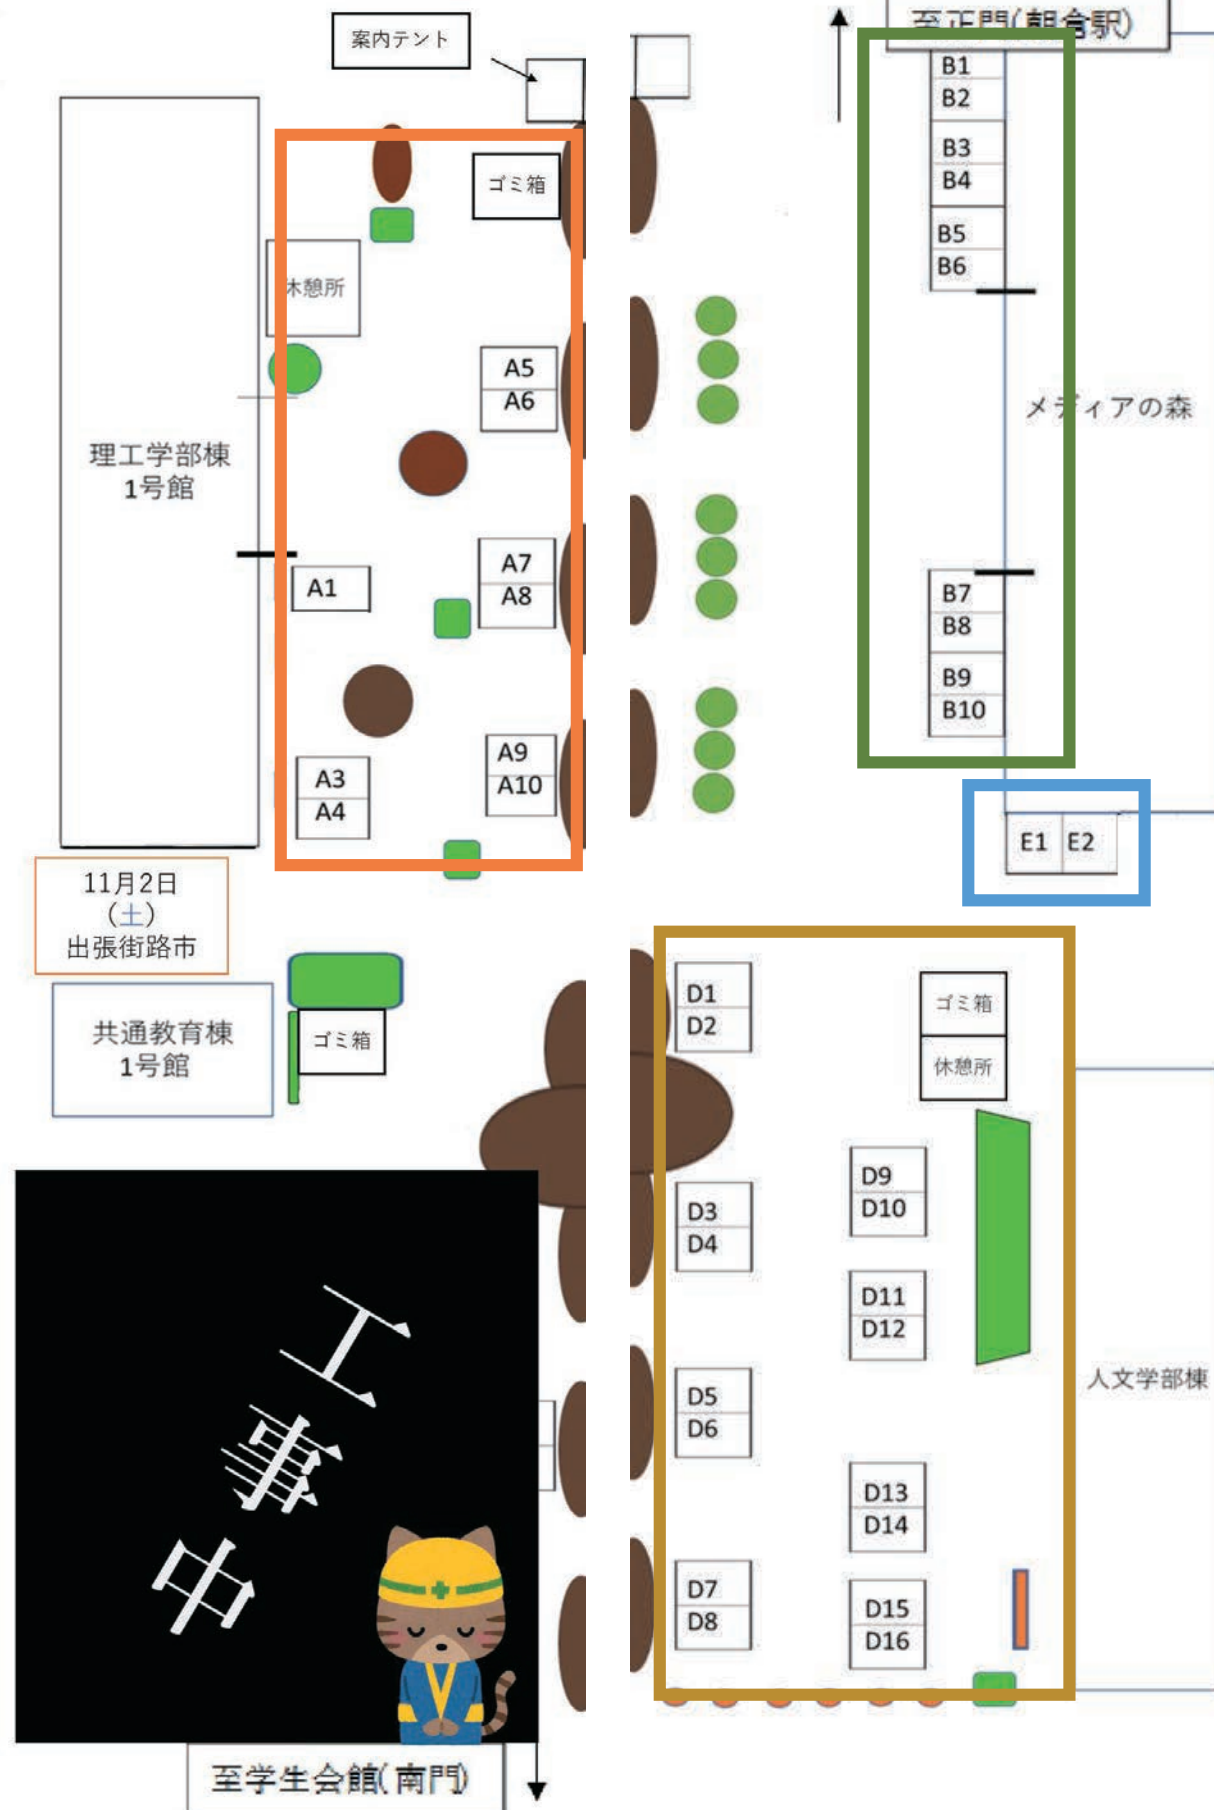 案内テント
ゴミ箱
休憩所
A5
A6
理工学部棟
1号館
A7
A8
A1
A9
A10
A3
A4
11月2日
(土)
出張街路市
共通教育棟
1号館
ゴミ箱
工事中
至学生会館(南門)
至正門(朝倉駅)
B1
B2
B3
B4
B5
B6
メディアの森
B7
B8
B9
B10
E1 E2
D1
D2
ゴミ箱
休憩所
D9
D10
D3
D4
D11
D12
人文学部棟
D5
D6
D13
D14
D7
D8
D15
D16